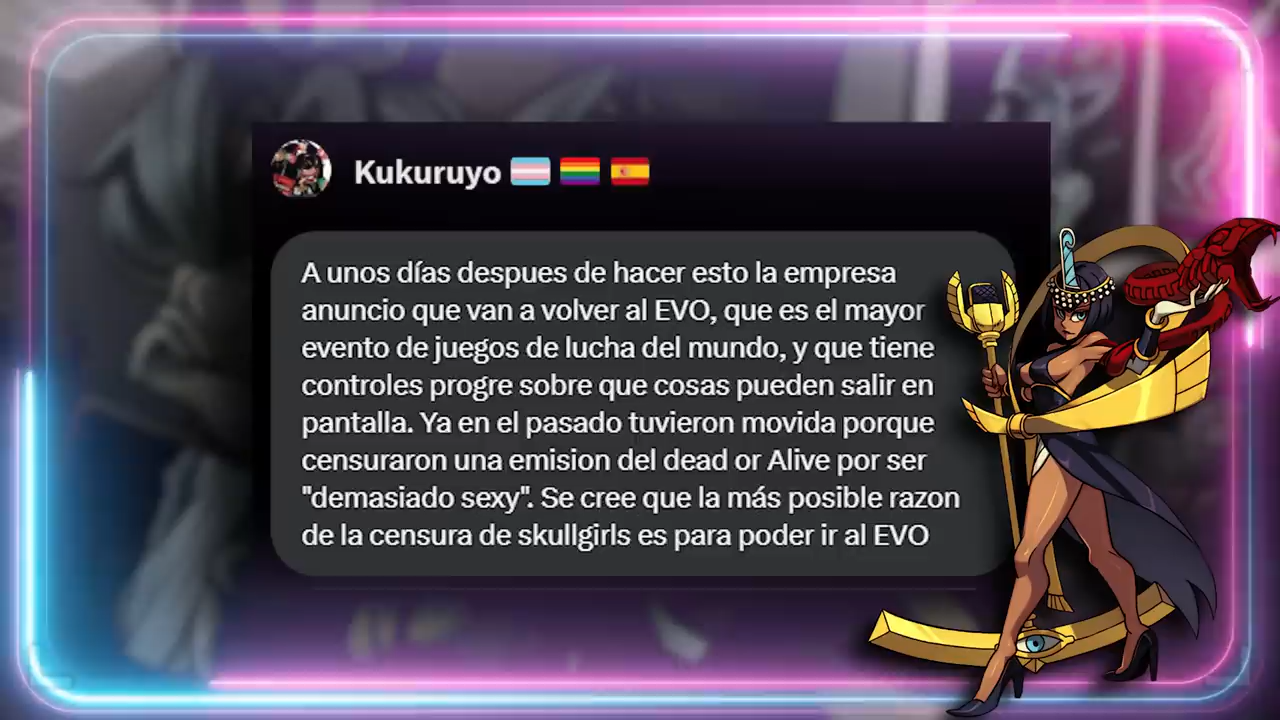 Kukuruyo
A unos días despues de hacer esto la empresa
anuncio que van a volver al EVO, que es el mayor
evento de juegos de lucha del mundo, y que tiene
controles progre sobre que cosas pueden salir en
pantalla. Ya en el pasado tuvieron movida porque
censuraron una emision del dead or Alive por ser
"demasiado sexy". Se cree que la más posible razon
de la censura de skullgirls es para poder ir al EVO